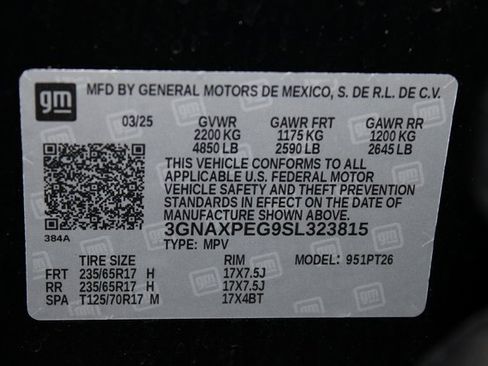 gm MFD BY GENERAL MOTORS DE MEXICO, S. DE R.L. DE C.V.
03/25 GVWR GAWR FRT GAWR RR
2200 KG 1175 KG 1200 KG
4850 LB 2590 LB 2645 LB
THIS VEHICLE CONFORMS TO ALL
APPLICABLE U.S. FEDERAL MOTOR
VEHICLE SAFETY AND THEFT PREVENTION
STANDARDS IN EFFECT ON THE DATE
OF MANUFACTURE SHOWN ABOVE.
384A
3GNAXPEG9SL323815
TYPE: MPV
TIRE SIZE RIM MODEL: 951PT26
FRT 235/65R17 H 17X7.5J
RR 235/65R17 H 17X7.5J
SPA T125/70R17 M 17X4BT